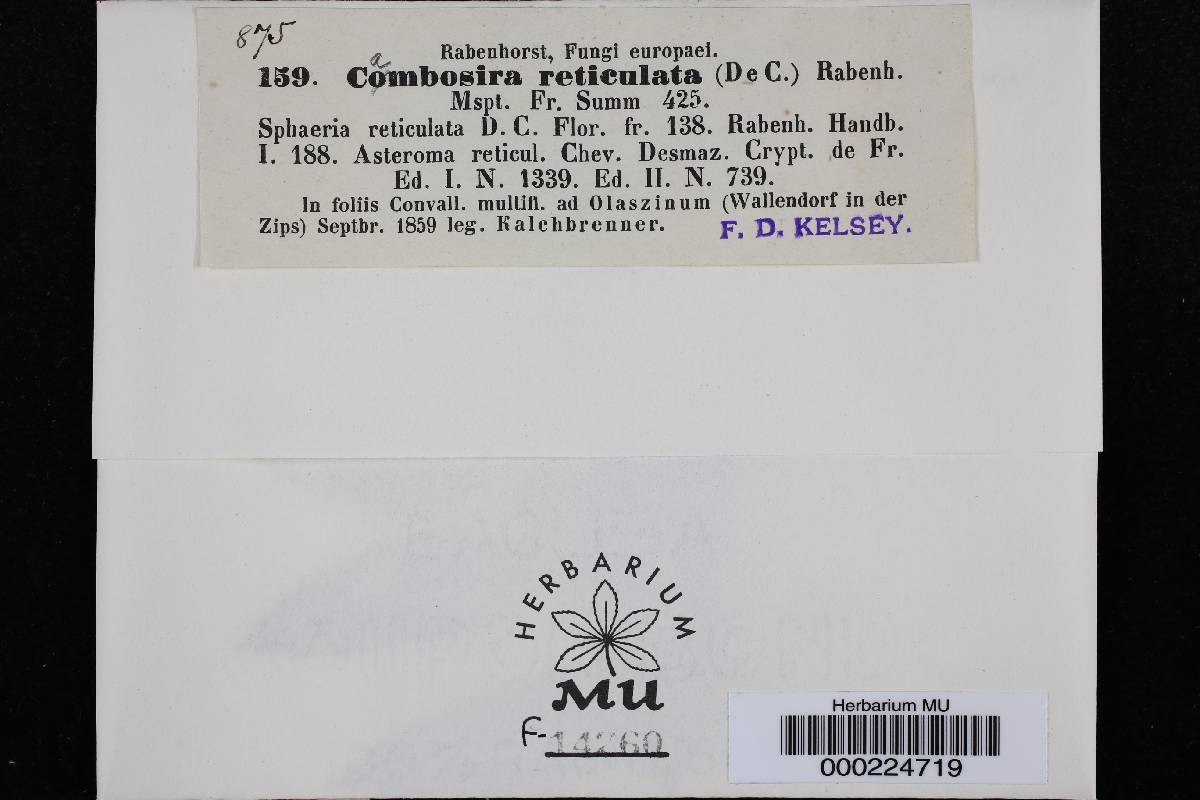 875
Rabenhorst, Fungi europaei.
a
159. Combosira reticulata (De C.) Rabenh.
Mspt. Fr. Summ 425.
Sphaeria reticulata D. C. Flor. fr. 138. Rabenh. Handb.
I. 188. Asteroma reticul. Chev. Desmaz. Crypt. de Fr.
Ed. I. N. 1339. Ed. II. N. 739.
In foliis Convall. multifl. ad Olaszinum (Wallendorf in der
Zips) Septbr. 1859 leg. Kalchbrenner.
F. D. KELSEY.
HERBARIUM
MU
F-14260
Herbarium MU
000224719